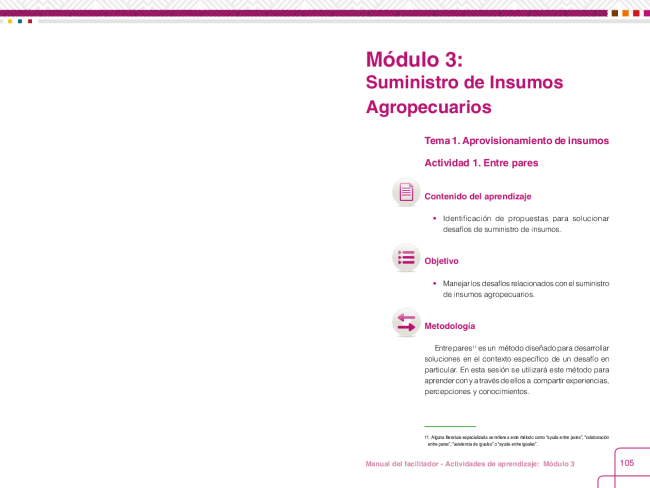 Módulo 3:
Suministro de Insumos
Agropecuarios
Tema 1. Aprovisionamiento de insumos
Actividad 1. Entre pares
Contenido del aprendizaje
• Identificación de propuestas para solucionar
desafíos de suministro de insumos.
Objetivo
• Manejar los desafíos relacionados con el suministro
de insumos agropecuarios.
Metodología
Entre pares¹¹ es un método diseñado para desarrollar
soluciones en el contexto específico de un desafío en
particular. En esta sesión se utilizará este método para
aprender con y a través de ellos a compartir experiencias,
percepciones y conocimientos.
11 Alguna literatura especializada se refiere a este método como "ayuda entre pares", "colaboración
entre pares", "asistencia de iguales" o "ayuda entre iguales".
Manual del facilitador - Actividades de aprendizaje: Módulo 3
105